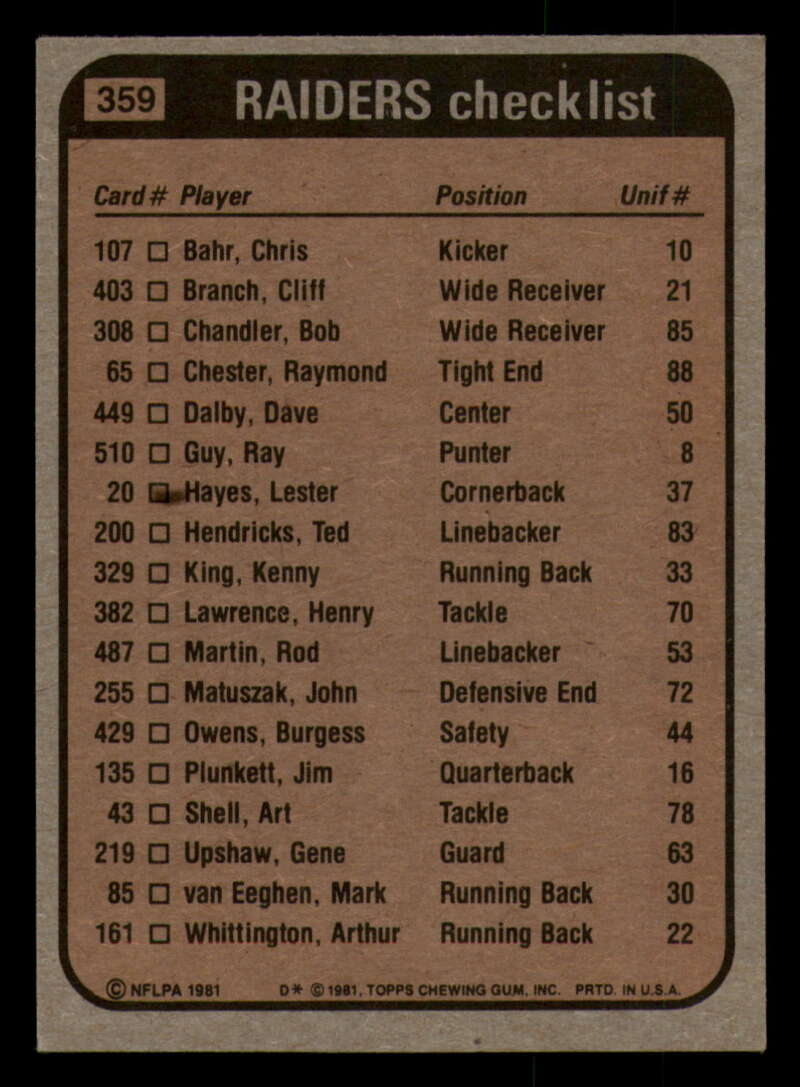 359 RAIDERS checklist
Card # Player Position Unif #
107 □ Bahr, Chris Kicker 10
403 □ Branch, Cliff Wide Receiver 21
308 □ Chandler, Bob Wide Receiver 85
65 □ Chester, Raymond Tight End 88
449 □ Dalby, Dave Center 50
510 □ Guy, Ray Punter 8
20 □ Hayes, Lester Cornerback 37
200 □ Hendricks, Ted Linebacker 83
329 □ King, Kenny Running Back 33
382 □ Lawrence, Henry Tackle 70
487 □ Martin, Rod Linebacker 53
255 □ Matuszak, John Defensive End 72
429 □ Owens, Burgess Safety 44
135 □ Plunkett, Jim Quarterback 16
43 □ Shell, Art Tackle 78
219 □ Upshaw, Gene Guard 63
85 □ van Eeghen, Mark Running Back 30
161 □ Whittington, Arthur Running Back 22
© NFLPA 1981 D* © 1981, TOPPS CHEWING GUM, INC. PRTD. IN U.S.A.